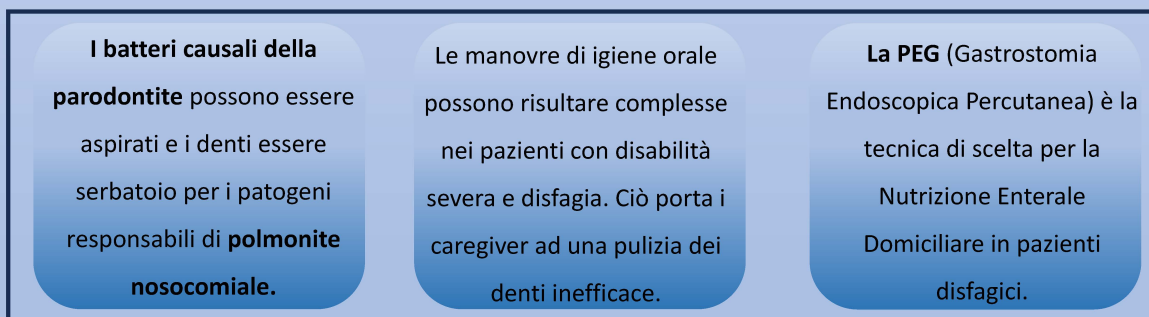 I batteri causali della
parodontite possono essere
aspirati e i denti essere
serbatoio per i patogeni
responsabili di polmonite
nosocomiale.
Le manovre di igiene orale
possono risultare complesse
nei pazienti con disabilità
severa e disfagia. Ciò porta i
caregiver ad una pulizia dei
denti inefficace.
La PEG (Gastrostomia
Endoscopica Percutanea) è la
tecnica di scelta per la
Nutrizione Enterale
Domiciliare in pazienti
disfagici.